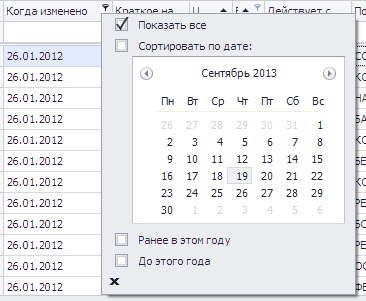 Когда изменено Краткое на Действует с По
Показать все
Сортировать по дате:
Сентябрь 2013
Пн Вт Ср Чт Пт Сб Вс
26 27 28 29 30 31 1
2 3 4 5 6 7 8
9 10 11 12 13 14 15
16 17 18 19 20 21 22
23 24 25 26 27 28 29
30 1 2 3 4 5 6
Ранее в этом году
До этого года
26.01.2012
26.01.2012
26.01.2012
26.01.2012
26.01.2012
26.01.2012
26.01.2012
26.01.2012
26.01.2012
26.01.2012
26.01.2012
26.01.2012